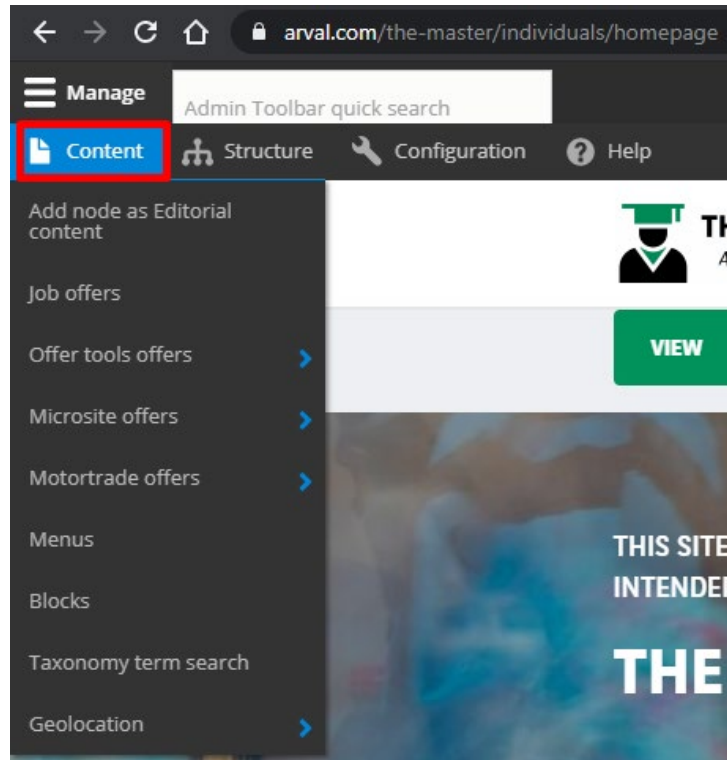 arval.com/the-master/individuals/homepage
Manage
Admin Toolbar quick search
Content Structure Configuration Help
Add node as Editorial
content
Job offers
Offer tools offers
Microsite offers
Motortrade offers
Menus
Blocks
Taxonomy term search
Geolocation
TH
A
VIEW
THIS SITE
INTENDE
THE